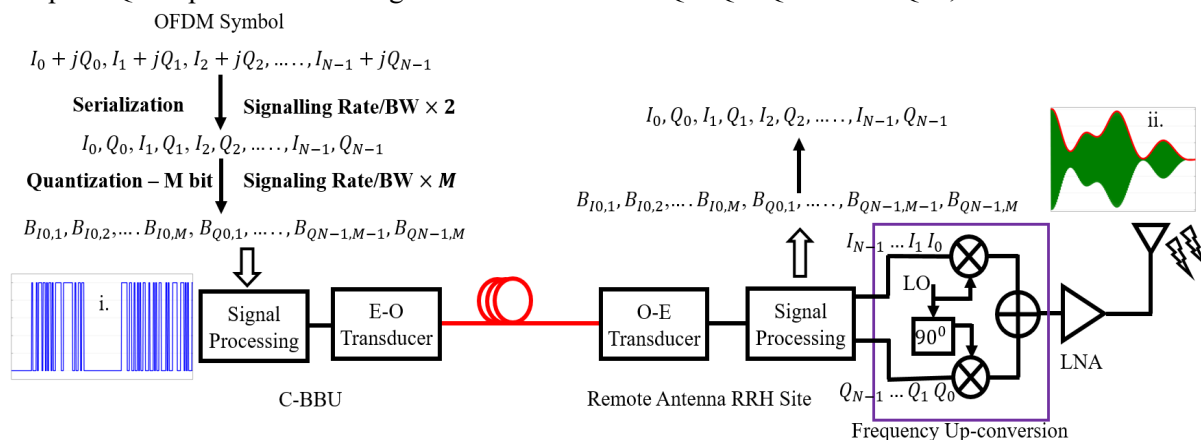 OFDM Symbol
I_0 + jQ_0, I_1 + jQ_1, I_2 + jQ_2, ....., I_{N-1} + jQ_{N-1}
Serialization
Signalling Rate/BW × 2
I_0, Q_0, I_1, Q_1, I_2, Q_2, ....., I_{N-1}, Q_{N-1}
Quantization – M bit
Signaling Rate/BW × M
B_{I0,1}, B_{I0,2}, .... B_{I0,M}, B_{Q0,1}, ....., B_{QN-1,M-1}, B_{QN-1,M}
i.
Signal
Processing
E-O
Transducer
C-BBU
I_0, Q_0, I_1, Q_1, I_2, Q_2, ....., I_{N-1}, Q_{N-1}
B_{I0,1}, B_{I0,2}, .... B_{I0,M}, B_{Q0,1}, ....., B_{QN-1,M-1}, B_{QN-1,M}
O-E
Transducer
Signal
Processing
Remote Antenna RRH Site
I_{N-1} ... I_1 I_0
LO
90^0
Q_{N-1} ... Q_1 Q_0
Frequency Up-conversion
LNA
ii.